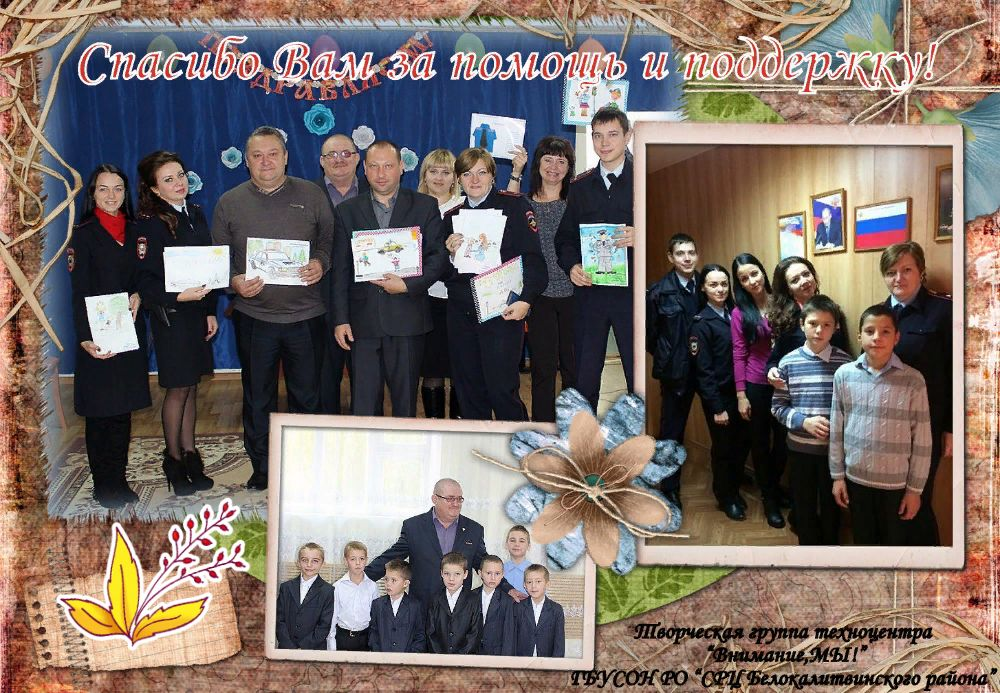 Спасибо Вам за помощь и поддержку!
Творческая группа техноцентра
"Внимание,МЫ!"
ГБУСОН РО "СРЦ Белокалитвинского района"